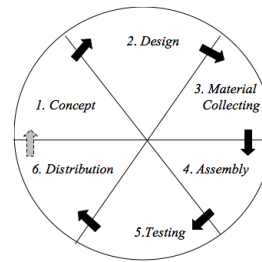 1. Concept
2. Design
3. Material
Collecting
4. Assembly
5.Testing
6. Distribution